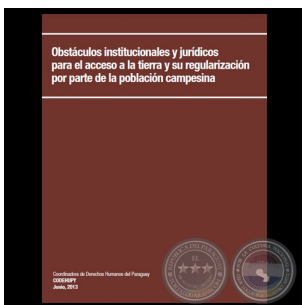 Obstáculos institucionales y jurídicos
para el acceso a la tierra y su regularización
por parte de la población campesina
Coordinadora de Derechos Humanos del Paraguay
CODEHUPY
Junio, 2013